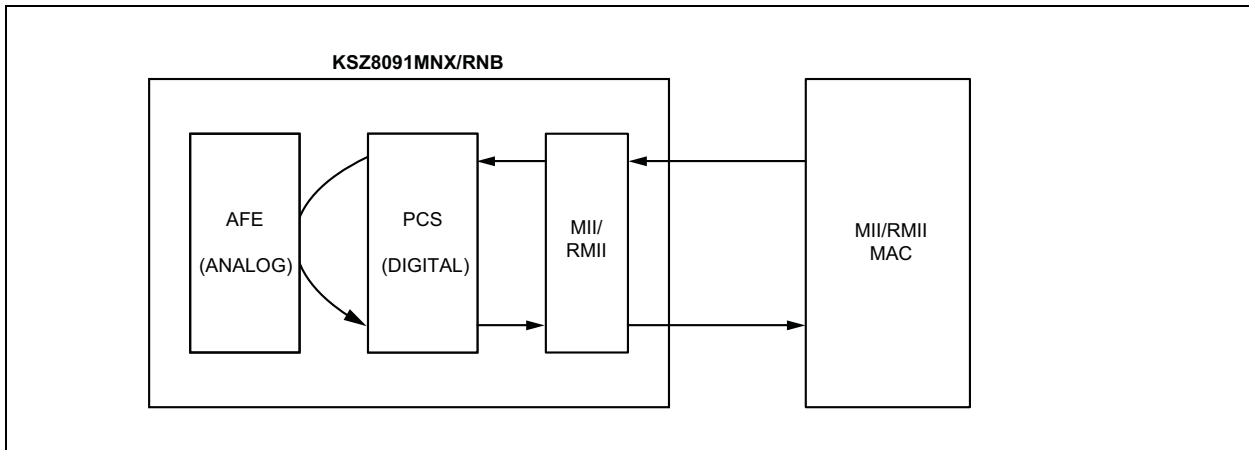 KSZ8091MNX/RNB
AFE
(ANALOG)
PCS
(DIGITAL)
MII/
RMII
MII/RMII
MAC